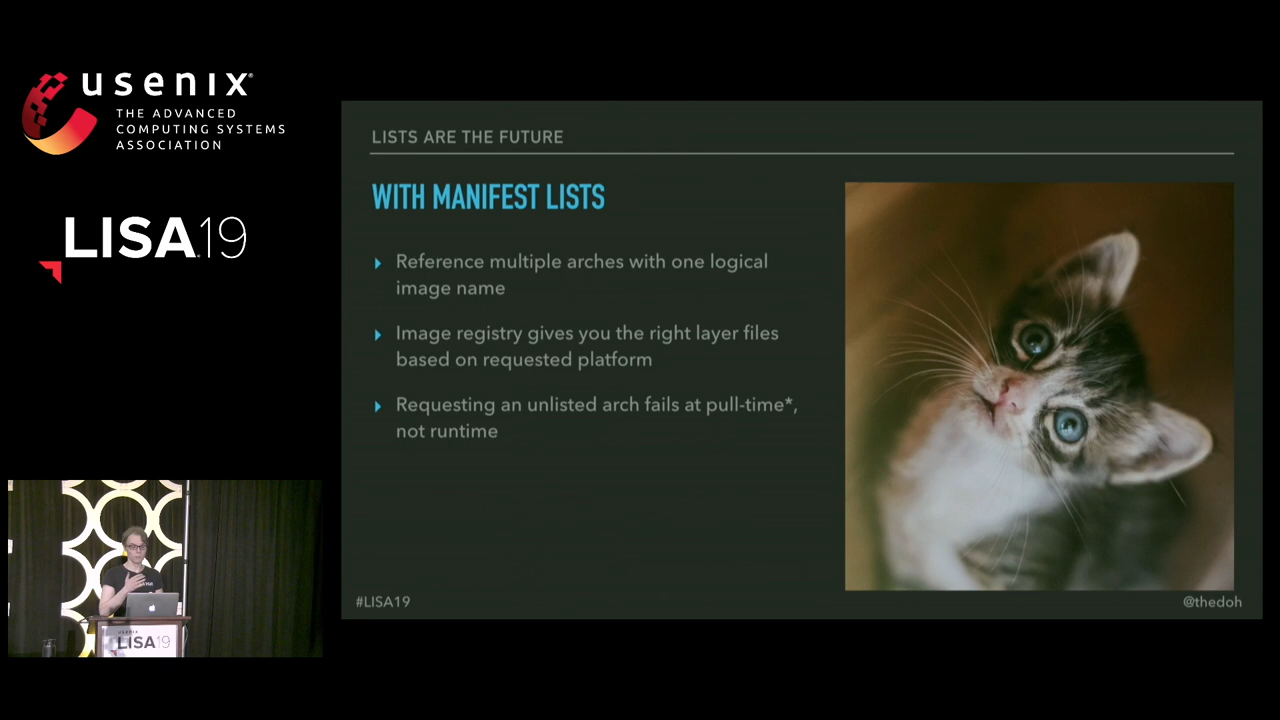 usenix®
THE ADVANCED
COMPUTING SYSTEMS
ASSOCIATION
LISA19
LISTS ARE THE FUTURE
WITH MANIFEST LISTS
Reference multiple arches with one logical
image name
Image registry gives you the right layer files
based on requested platform
Requesting an unlisted arch fails at pull-time*,
not runtime
#LISA19
@thedoh
usenix
LISA19